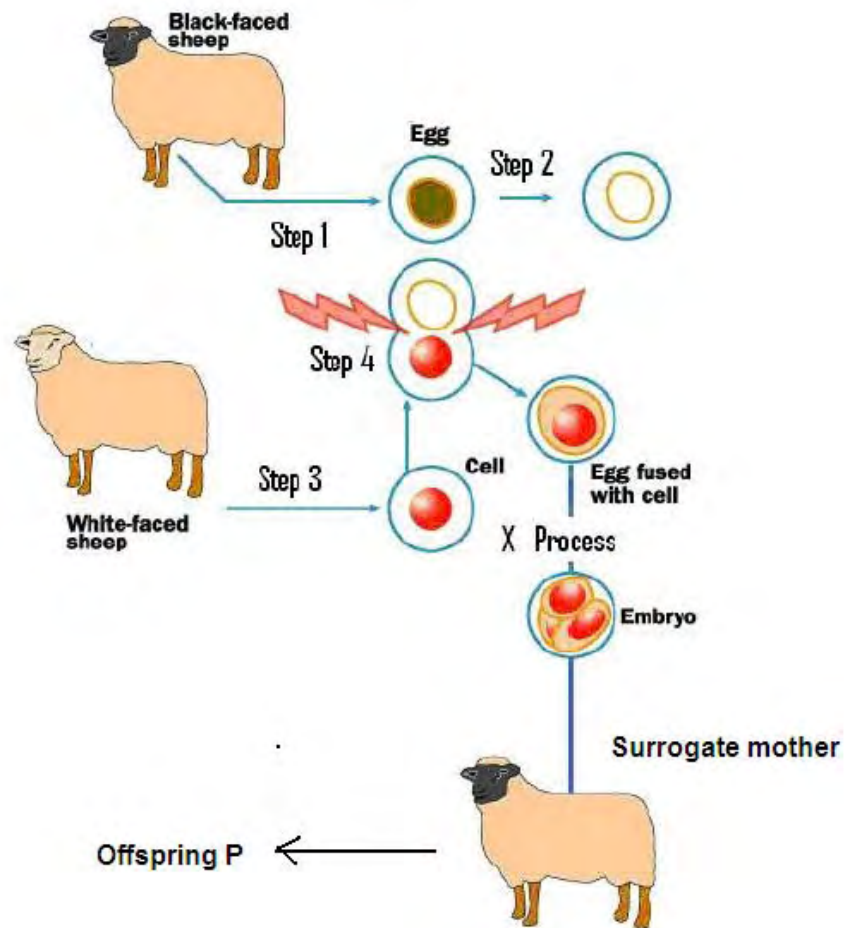 Black-faced
sheep
Egg
Step 2
Step 1
Step 4
Cell
Step 3
Egg fused
with cell
White-faced
sheep
X Process
Embryo
Surrogate mother
Offspring P